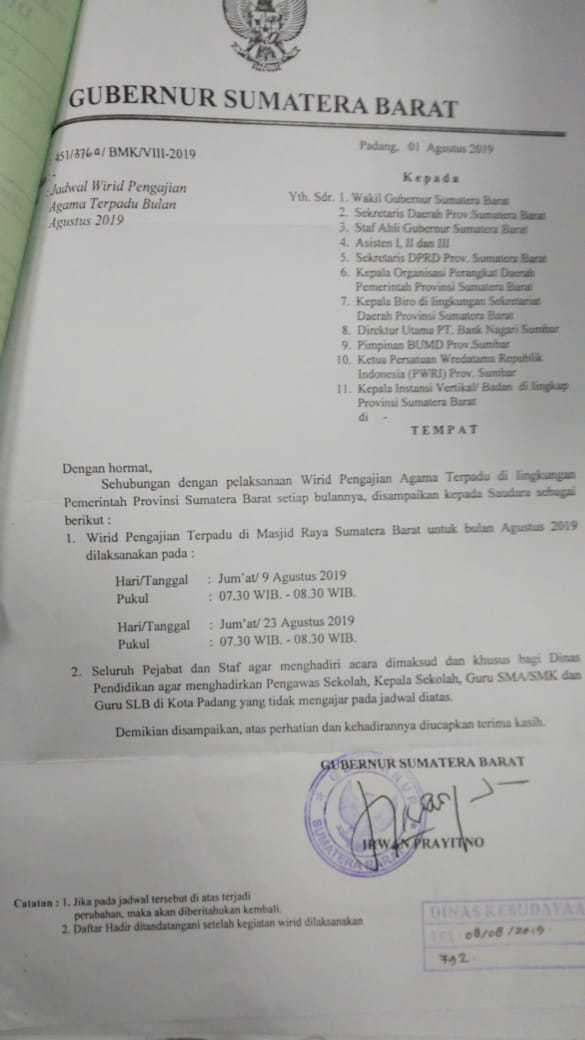 GUBERNUR SUMATERA BARAT
Padang, 01 Agustus 2019
451/3760/ BMK/VIII-2019
: -
: Jadwal Wirid Pengajian
Agama Terpadu Bulan
Agustus 2019
Kepada
Yth. Sdr. 1. Wakil Gubernur Sumatera Barat
2. Sekretaris Daerah Prov.Sumatera Barat
3. Staf Ahli Gubernur Sumatera Barat
4. Asisten I, II dan III
5. Sekretaris DPRD Prov. Sumatera Barat
6. Kepala Organisasi Perangkat Daerah
Pemerintah Provinsi Sumatera Barat
7. Kepala Biro di lingkungan Sekretariat
Daerah Provinsi Sumatera Barat
8. Direktur Utama PT. Bank Nagari Sumbar
9. Pimpinan BUMD Prov.Sumbar
10. Ketua Persatuan Wredatama Republik
Indonesia (PWRI) Prov. Sumbar
11. Kepala Instansi Vertikal/ Badan di lingkup
Provinsi Sumatera Barat
di -
TEMPAT
Dengan hormat,
Sehubungan dengan pelaksanaan Wirid Pengajian Agama Terpadu di lingkungan
Pemerintah Provinsi Sumatera Barat setiap bulannya, disampaikan kepada Saudara sebagai
berikut :
1. Wirid Pengajian Terpadu di Masjid Raya Sumatera Barat untuk bulan Agustus 2019
dilaksanakan pada :
Hari/Tanggal : Jum'at/ 9 Agustus 2019
Pukul : 07.30 WIB. - 08.30 WIB.
Hari/Tanggal : Jum'at/ 23 Agustus 2019
Pukul : 07.30 WIB. - 08.30 WIB.
2. Seluruh Pejabat dan Staf agar menghadiri acara dimaksud dan khusus bagi Dinas
Pendidikan agar menghadirkan Pengawas Sekolah, Kepala Sekolah, Guru SMA/SMK dan
Guru SLB di Kota Padang yang tidak mengajar pada jadwal diatas.
Demikian disampaikan, atas perhatian dan kehadirannya diucapkan terima kasih.
GUBERNUR SUMATERA BARAT
GUBERNUR
SUMATERA BARAT
IRWAN PRAYITNO
Catatan : 1. Jika pada jadwal tersebut di atas terjadi
perubahan, maka akan diberitahukan kembali.
2. Daftar Hadir ditandatangani setelah kegiatan wirid dilaksanakan
DINAS KEBUDAYAA
TGL 08/08/2019
792